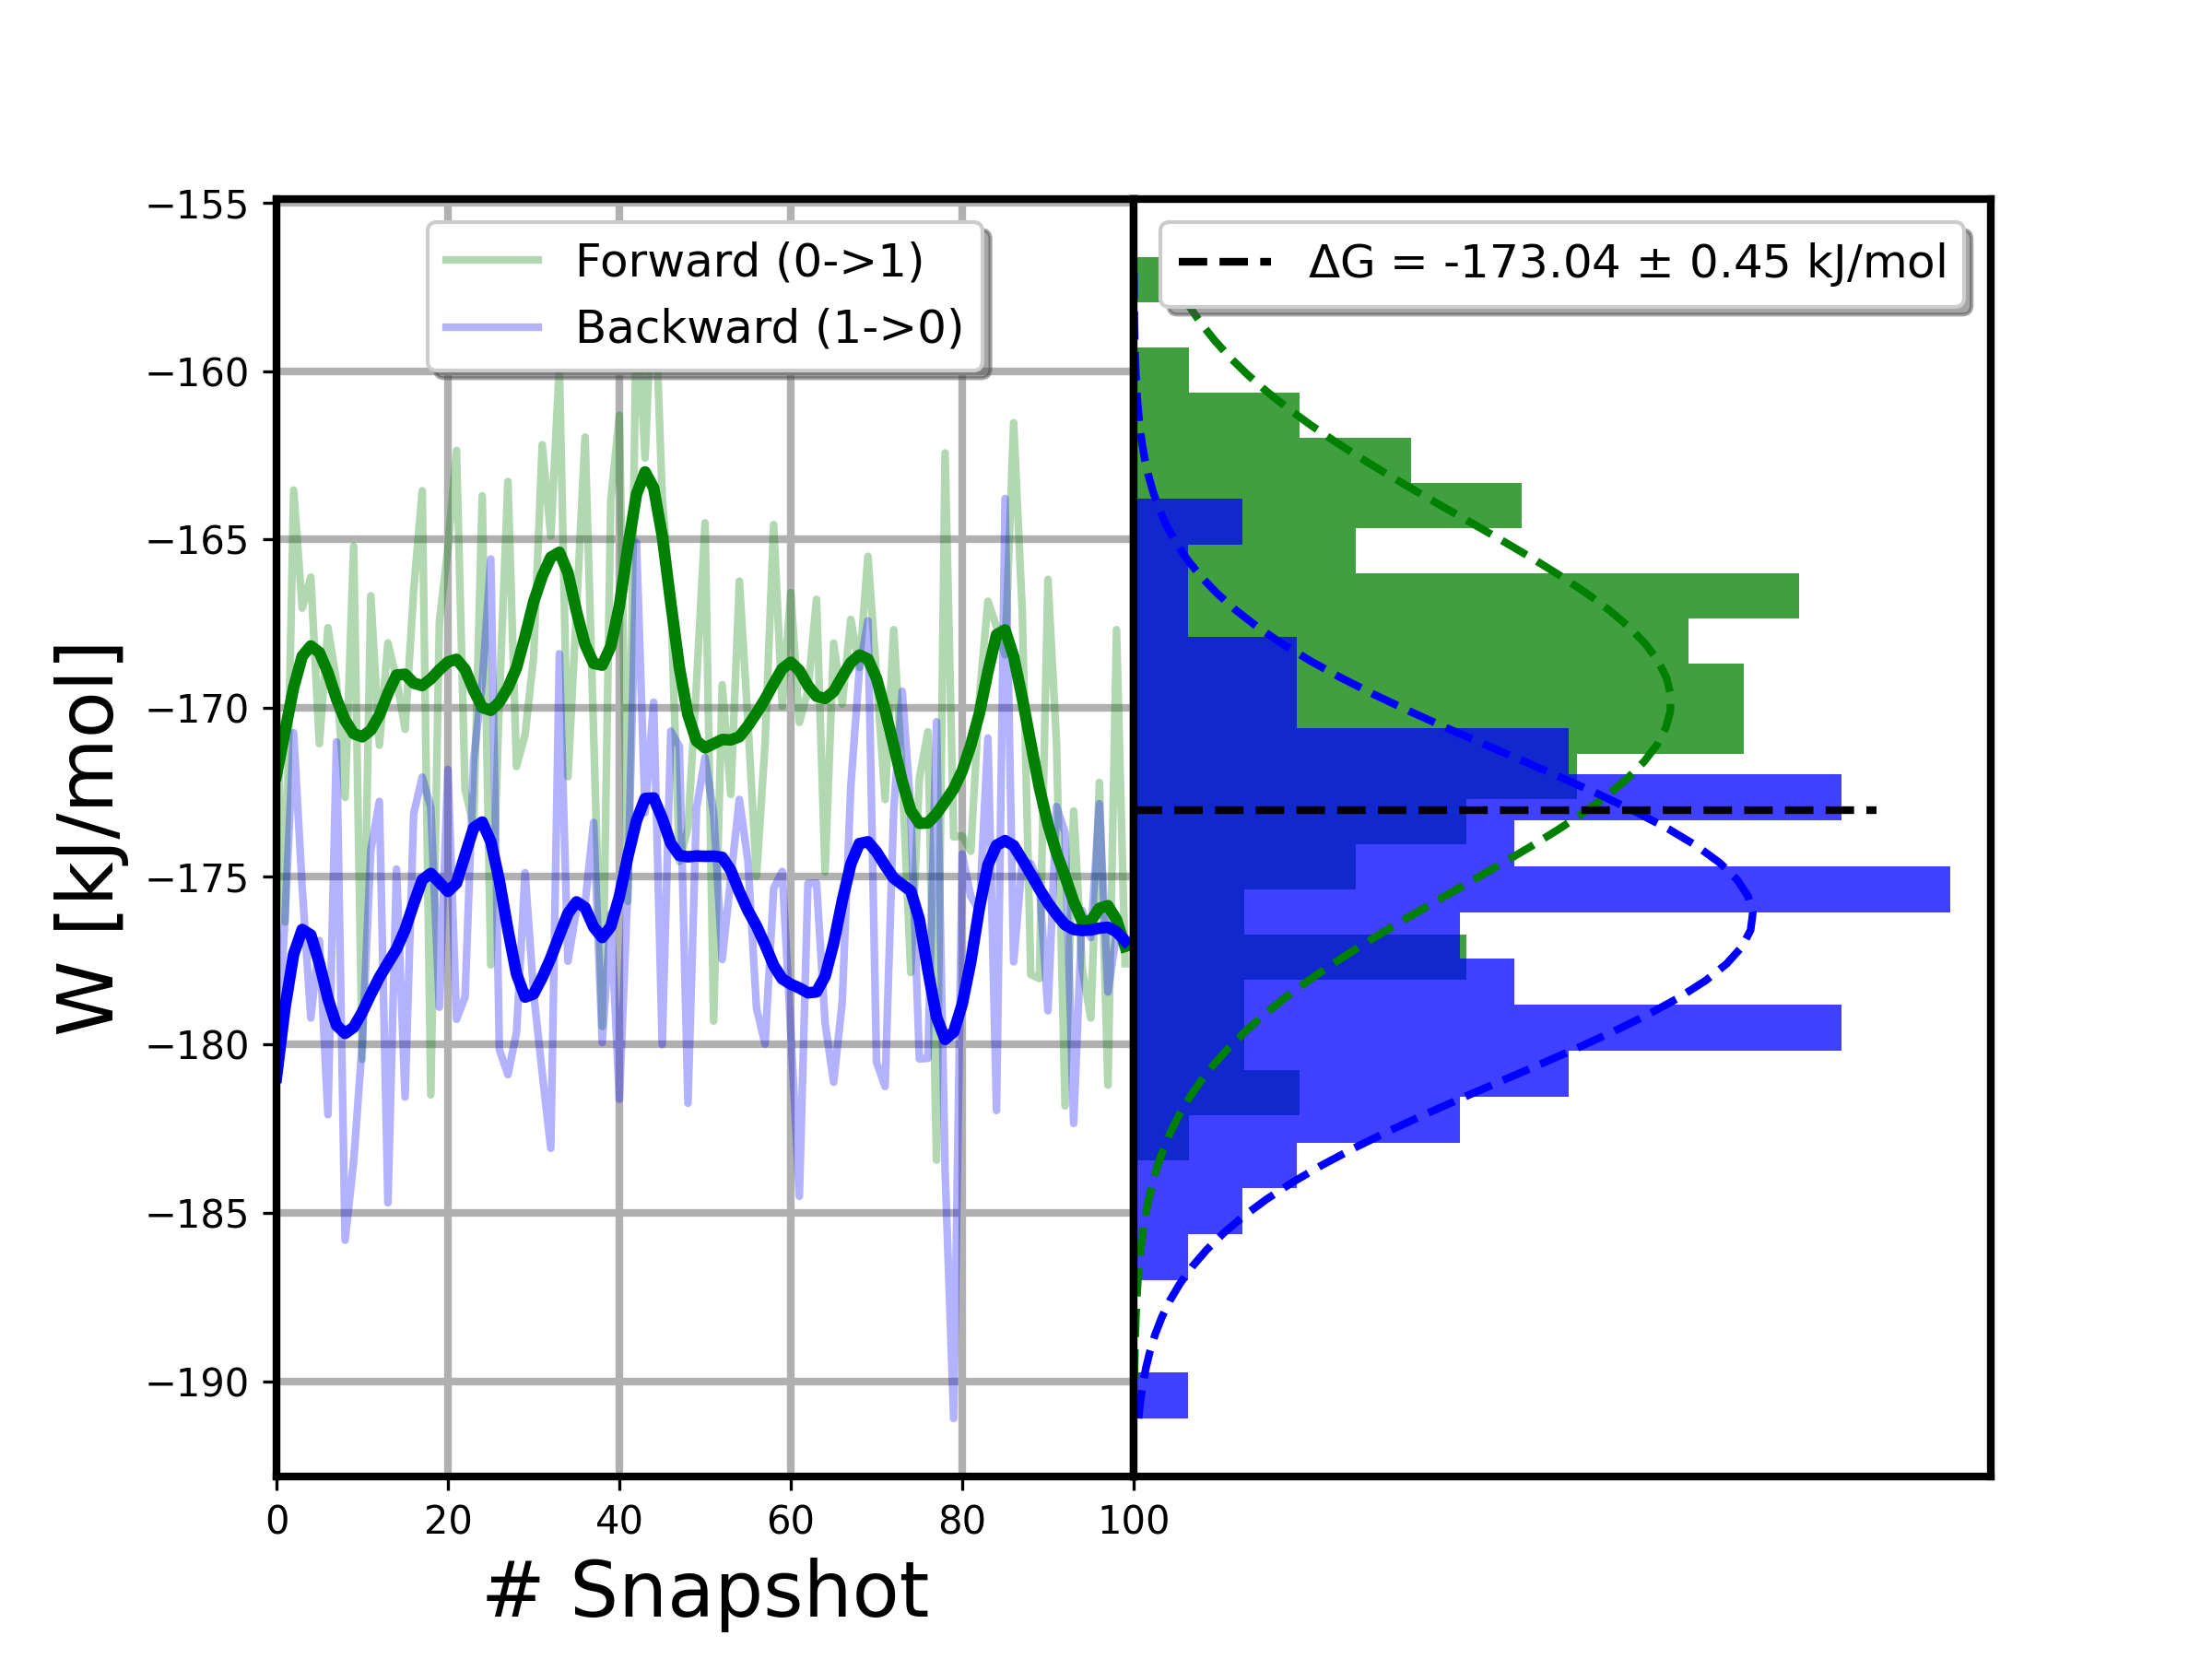 −155
−160
−165
−170
−175
−180
−185
−190
W [kJ/mol]
Forward (0->1)
Backward (1->0)
ΔG = -173.04 ± 0.45 kJ/mol
0 20 40 60 80 100
# Snapshot